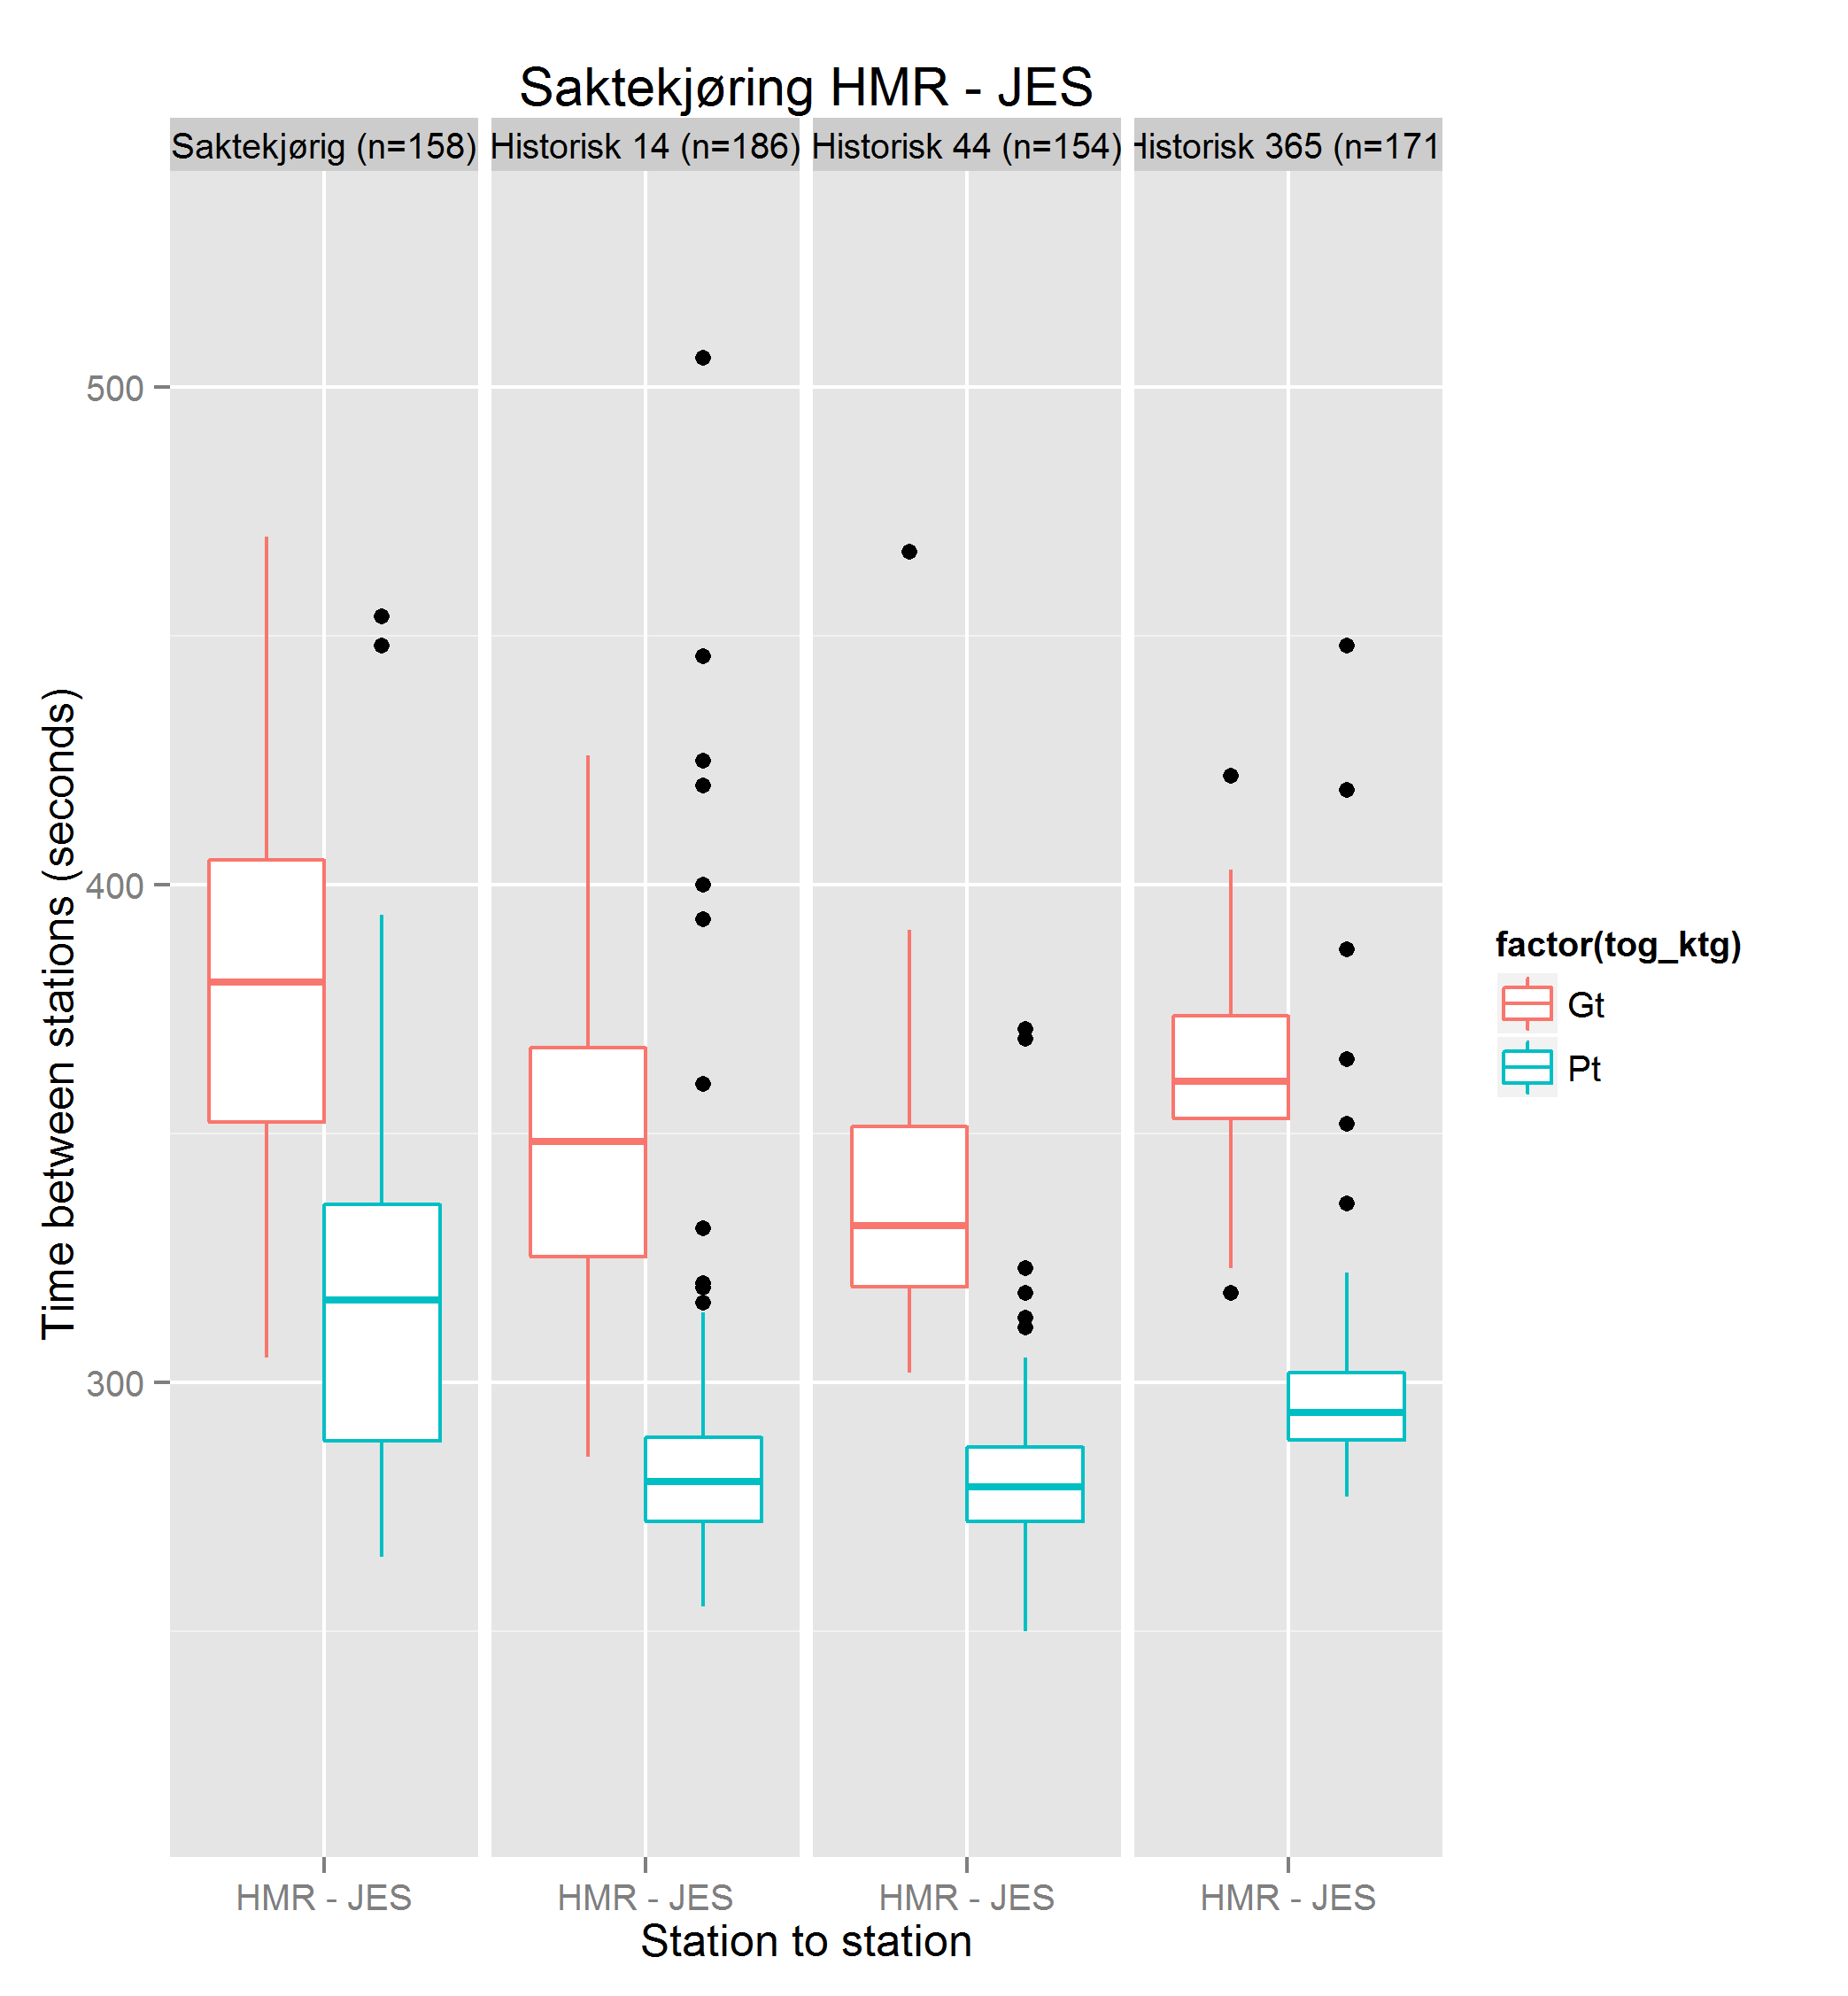 Saktekjøring HMR - JES
Saktekjørig (n=158) Historisk 14 (n=186) Historisk 44 (n=154) Historisk 365 (n=171
Time between stations (seconds)
500
400
300
HMR - JES HMR - JES HMR - JES HMR - JES
Station to station
factor(tog_ktg)
Gt
Pt